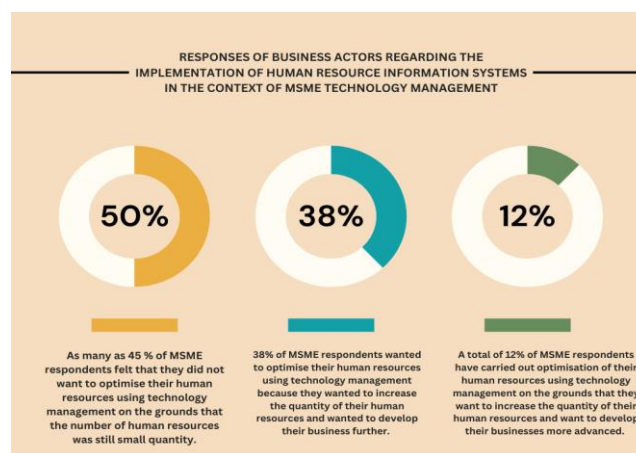 RESPONSES OF BUSINESS ACTORS REGARDING THE
IMPLEMENTATION OF HUMAN RESOURCE INFORMATION SYSTEMS
IN THE CONTEXT OF MSME TECHNOLOGY MANAGEMENT
50%
38%
12%
As many as 45 % of MSME
respondents felt that they did not
want to optimise their human
resources using technology
management on the grounds that
the number of human resources
was still small quantity.
38% of MSME respondents wanted
to optimise their human resources
using technology management
because they wanted to increase
the quantity of their human
resources and wanted to develop
their business further.
A total of 12% of MSME respondents
have carried out optimisation of their
human resources using technology
management on the grounds that they
want to increase the quantity of their
human resources and want to develop
their businesses more advanced.